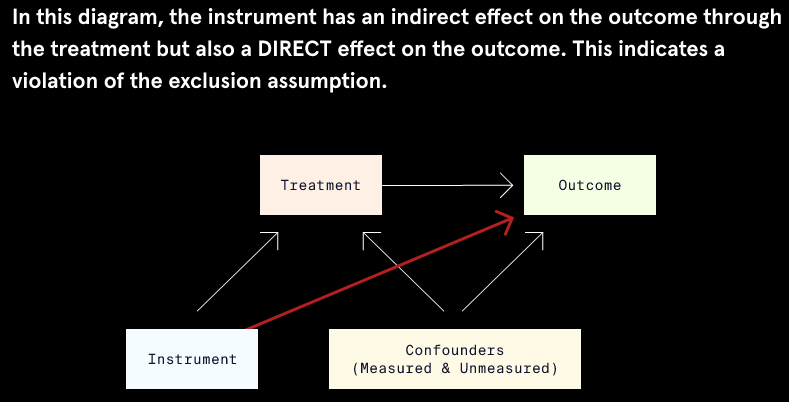 In this diagram, the instrument has an indirect effect on the outcome through
the treatment but also a DIRECT effect on the outcome. This indicates a
violation of the exclusion assumption.
Treatment
Outcome
Instrument
Confounders
(Measured & Unmeasured)